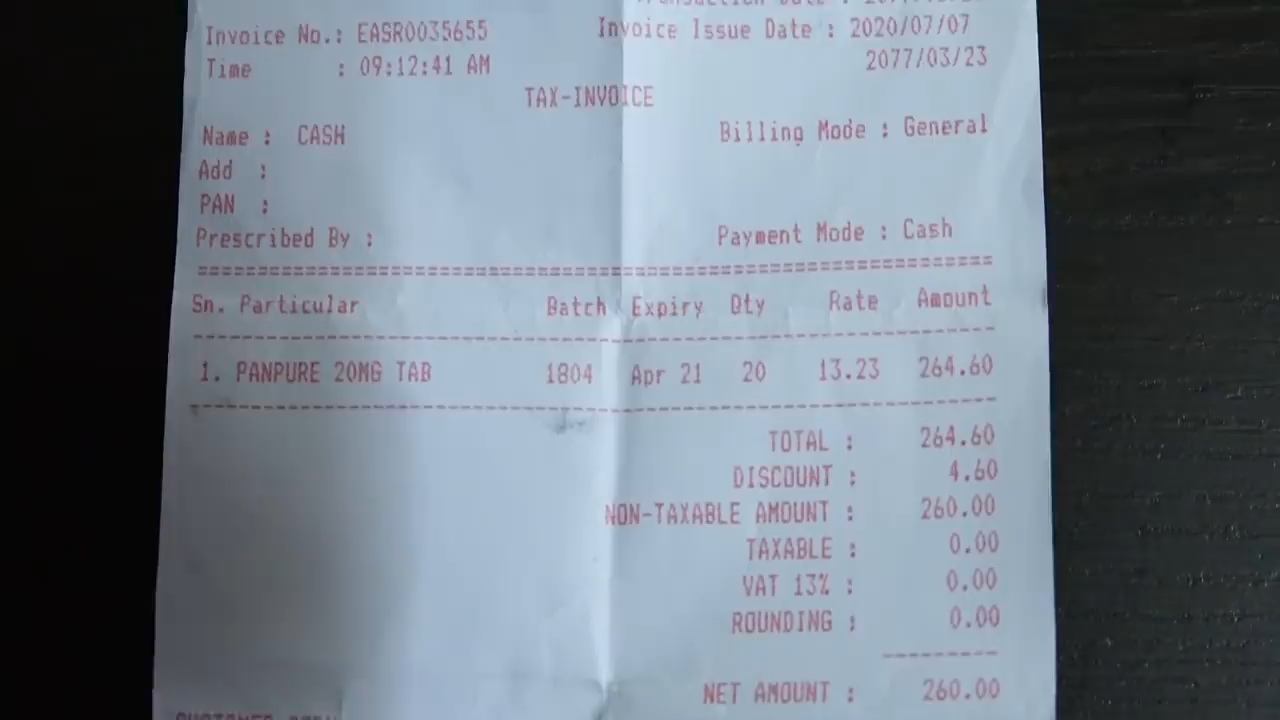 Invoice No.: EASR0035655 Invoice Issue Date : 2020/07/07
Time : 09:12:41 AM 2077/03/23
TAX-INVOICE
Name : CASH Billing Mode : General
Add :
PAN :
Prescribed By : Payment Mode : Cash
Sn. Particular Batch Expiry Qty Rate Amount
1. PANPURE 20MG TAB 1804 Apr 21 20 13.23 264.60
TOTAL : 264.60
DISCOUNT : 4.60
NON-TAXABLE AMOUNT : 260.00
TAXABLE : 0.00
VAT 13% : 0.00
ROUNDING : 0.00
NET AMOUNT : 260.00